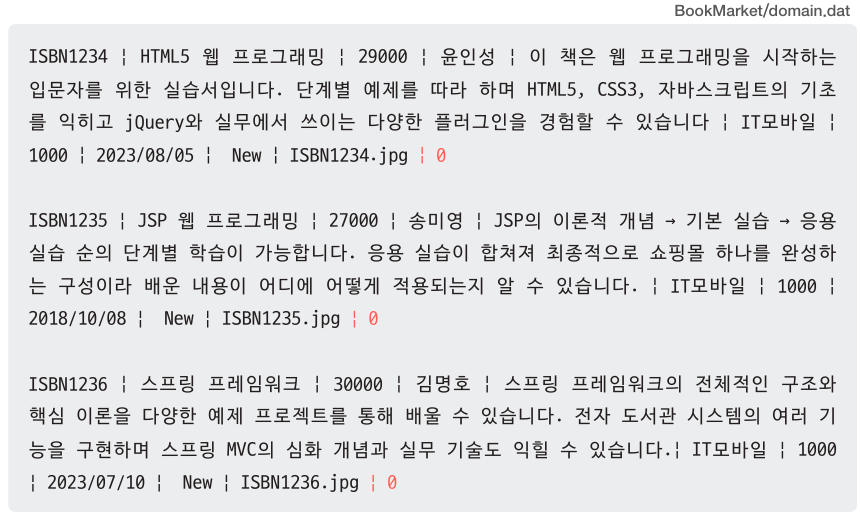 BookMarket/domain.dat
ISBN1234 ¦ HTML5 웹 프로그래밍 ¦ 29000 ¦ 윤인성 ¦ 이 책은 웹 프로그래밍을 시작하는
입문자를 위한 실습서입니다. 단계별 예제를 따라 하며 HTML5, CSS3, 자바스크립트의 기초
를 익히고 jQuery와 실무에서 쓰이는 다양한 플러그인을 경험할 수 있습니다 ¦ IT모바일 ¦
1000 ¦ 2023/08/05 ¦ New ¦ ISBN1234.jpg ¦ 0
ISBN1235 ¦ JSP 웹 프로그래밍 ¦ 27000 ¦ 송미영 ¦ JSP의 이론적 개념 → 기본 실습 → 응용
실습 순의 단계별 학습이 가능합니다. 응용 실습이 합쳐져 최종적으로 쇼핑몰 하나를 완성하
는 구성이라 배운 내용이 어디에 어떻게 적용되는지 알 수 있습니다. ¦ IT모바일 ¦ 1000 ¦
2018/10/08 ¦ New ¦ ISBN1235.jpg ¦ 0
ISBN1236 ¦ 스프링 프레임워크 ¦ 30000 ¦ 김명호 ¦ 스프링 프레임워크의 전체적인 구조와
핵심 이론을 다양한 예제 프로젝트를 통해 배울 수 있습니다. 전자 도서관 시스템의 여러 기
능을 구현하며 스프링 MVC의 심화 개념과 실무 기술도 익힐 수 있습니다.¦ IT모바일 ¦ 1000
¦ 2023/07/10 ¦ New ¦ ISBN1236.jpg ¦ 0